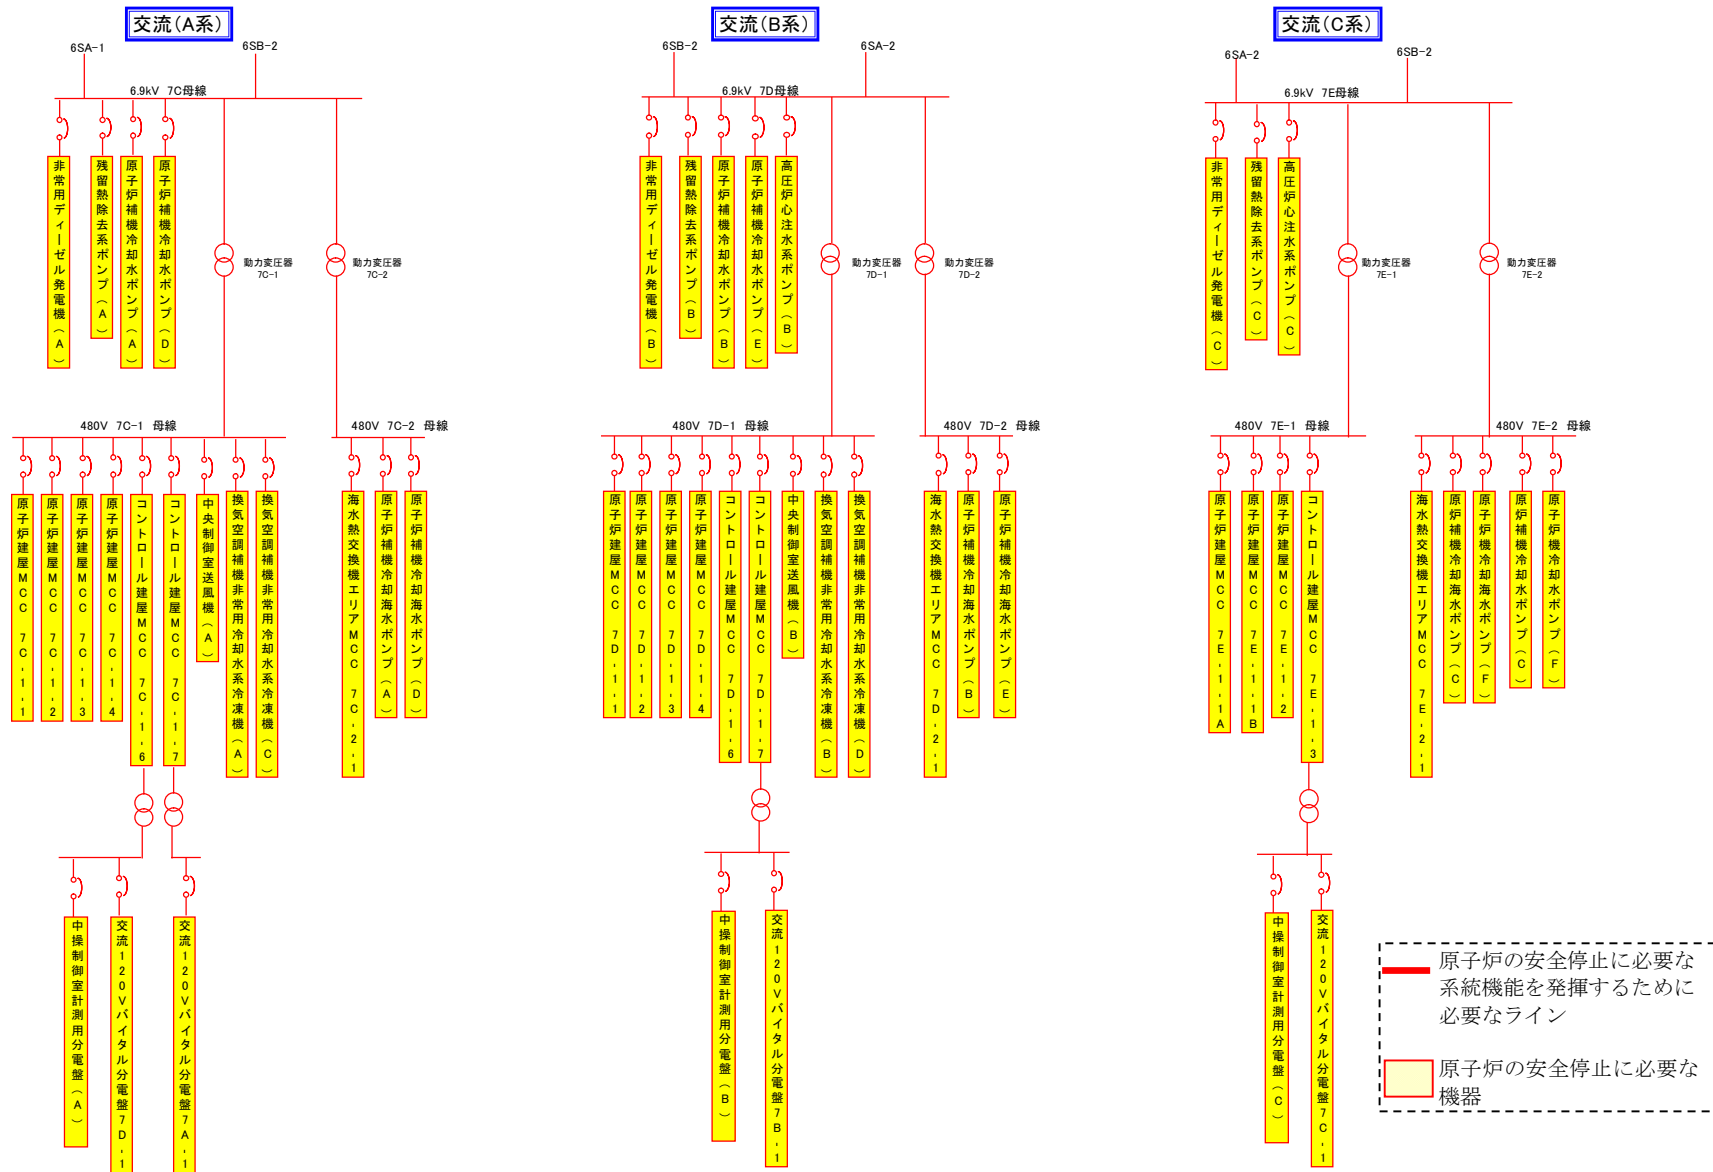 交流(A系)
6SA-1
6SB-2
6.9kV 7C母線
非常用ディーゼル発電機(A)
残留熱除去系ポンプ(A)
原子炉補機冷却水ポンプ(A)
原子炉補機冷却水ポンプ(D)
動力変圧器
7C-1
動力変圧器
7C-2
480V 7C-1 母線
480V 7C-2 母線
原子炉建屋MCC 7C-1-1
原子炉建屋MCC 7C-1-2
原子炉建屋MCC 7C-1-3
原子炉建屋MCC 7C-1-4
コントロール建屋MCC 7C-1-6
コントロール建屋MCC 7C-1-7
中央制御室送風機(A)
換気空調補機非常用冷却水系冷凍機(A)
換気空調補機非常用冷却水系冷凍機(C)
海水熱交換機エリアMCC 7C-2-1
原子炉補機冷却海水ポンプ(A)
原子炉補機冷却海水ポンプ(D)
中操制御室計測用分電盤(A)
交流120Vバイタル分電盤7D-1
交流120Vバイタル分電盤7A-1
交流(B系)
6SB-2
6SA-2
6.9kV 7D母線
非常用ディーゼル発電機(B)
残留熱除去系ポンプ(B)
原子炉補機冷却水ポンプ(B)
原子炉補機冷却水ポンプ(E)
高圧炉心注水系ポンプ(B)
動力変圧器
7D-1
動力変圧器
7D-2
480V 7D-1 母線
480V 7D-2 母線
原子炉建屋MCC 7D-1-1
原子炉建屋MCC 7D-1-2
原子炉建屋MCC 7D-1-3
原子炉建屋MCC 7D-1-4
コントロール建屋MCC 7D-1-6
コントロール建屋MCC 7D-1-7
中央制御室送風機(B)
換気空調補機非常用冷却水系冷凍機(B)
換気空調補機非常用冷却水系冷凍機(D)
海水熱交換機エリアMCC 7D-2-1
原子炉補機冷却海水ポンプ(B)
原子炉補機冷却海水ポンプ(E)
中操制御室計測用分電盤(B)
交流120Vバイタル分電盤7B-1
交流(C系)
6SA-2
6SB-2
6.9kV 7E母線
非常用ディーゼル発電機(C)
残留熱除去系ポンプ(C)
高圧炉心注水系ポンプ(C)
動力変圧器
7E-1
動力変圧器
7E-2
480V 7E-1 母線
480V 7E-2 母線
原子炉建屋MCC 7E-1-1A
原子炉建屋MCC 7E-1-1B
原子炉建屋MCC 7E-1-2
コントロール建屋MCC 7E-1-3
海水熱交換機エリアMCC 7E-2-1
原炉補機冷却海水ポンプ(C)
原子炉機冷却海水ポンプ(F)
原炉補機冷却水ポンプ(C)
原子炉機冷却水ポンプ(F)
中操制御室計測用分電盤(C)
交流120Vバイタル分電盤7C-1
原子炉の安全停止に必要な
系統機能を発揮するために
必要なライン
原子炉の安全停止に必要な
機器